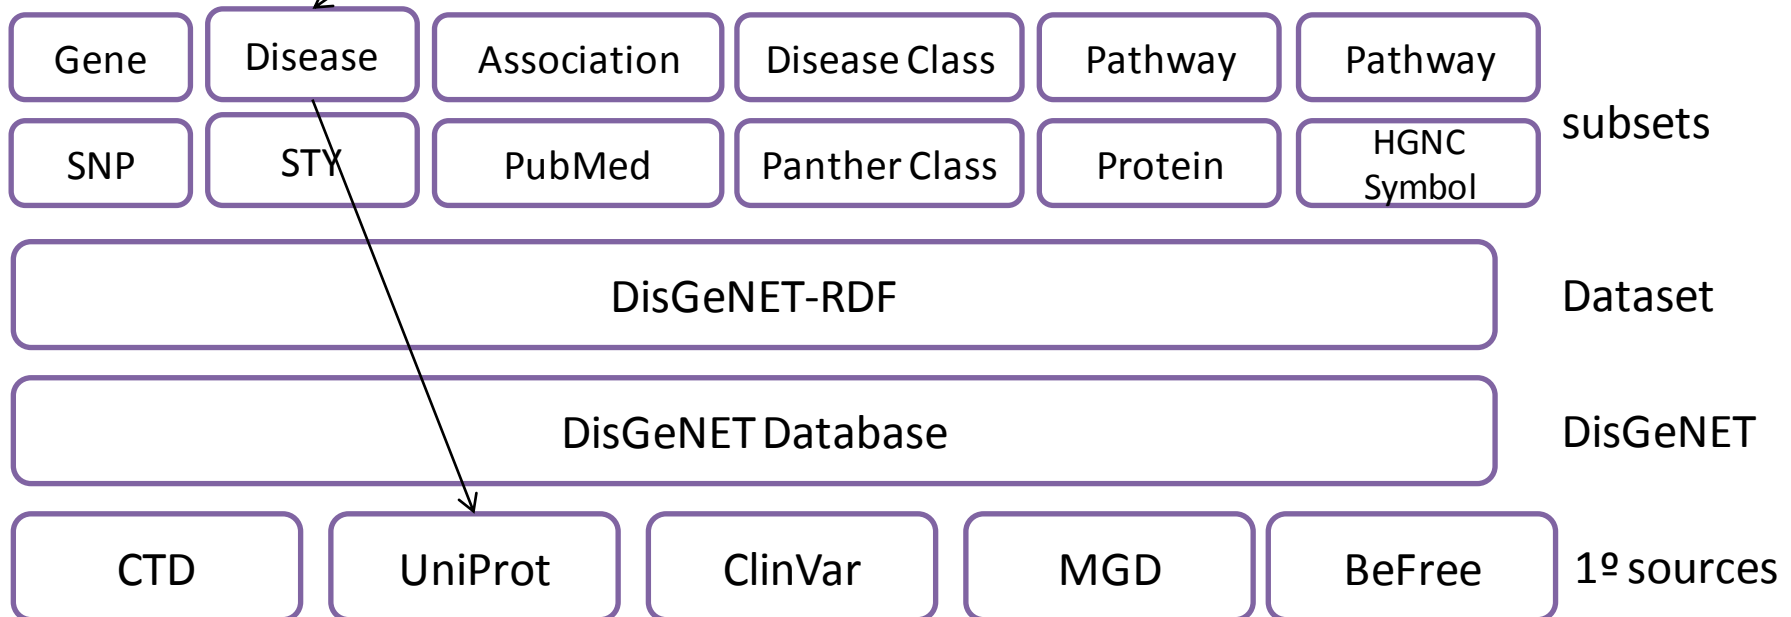 Gene
Disease
Association
Disease Class
Pathway
Pathway
subsets
SNP
STY
PubMed
Panther Class
Protein
HGNC
Symbol
DisGeNET-RDF
Dataset
DisGeNET Database
DisGeNET
CTD
UniProt
ClinVar
MGD
BeFree
1º sources